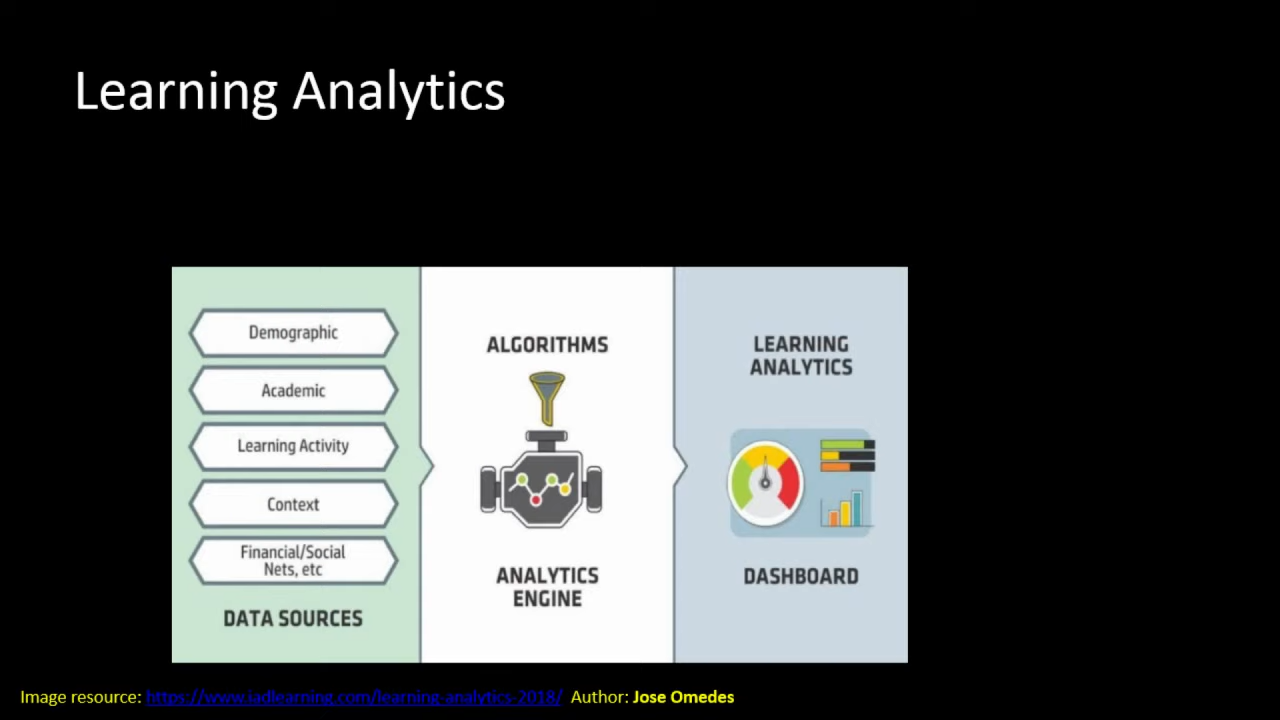 Learning Analytics
Demographic
Academic
Learning Activity
Context
Financial/Social
Nets, etc
DATA SOURCES
ALGORITHMS
ANALYTICS
ENGINE
LEARNING
ANALYTICS
DASHBOARD
Image resource: https://www.iadlearning.com/learning-analytics-2018/ Author: Jose Omedes